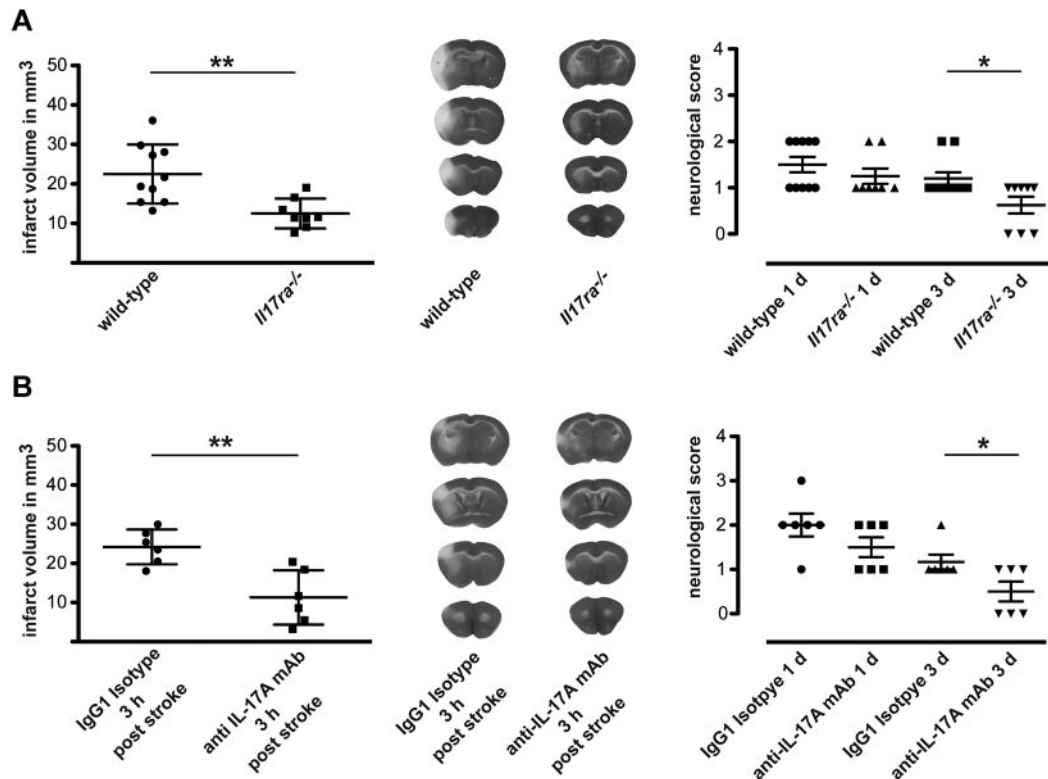 A
infarct volume in mm3
50
40
30
20
10
**
wild-type
Il17ra-/-
wild-type
Il17ra-/-
neurological score
4
3
2
1
0
*
wild-type 1 d
Il17ra-/- 1 d
wild-type 3 d
Il17ra-/- 3 d
B
infarct volume in mm3
50
40
30
20
10
**
IgG1 Isotype
3 h
post stroke
anti IL-17A mAb
3 h
post stroke
IgG1 Isotype
3 h
post stroke
anti-IL-17A mAb
3 h
post stroke
neurological score
4
3
2
1
0
*
IgG1 Isotpye 1 d
anti-IL-17A mAb 1 d
IgG1 Isotpye 3 d
anti-IL-17A mAb 3 d